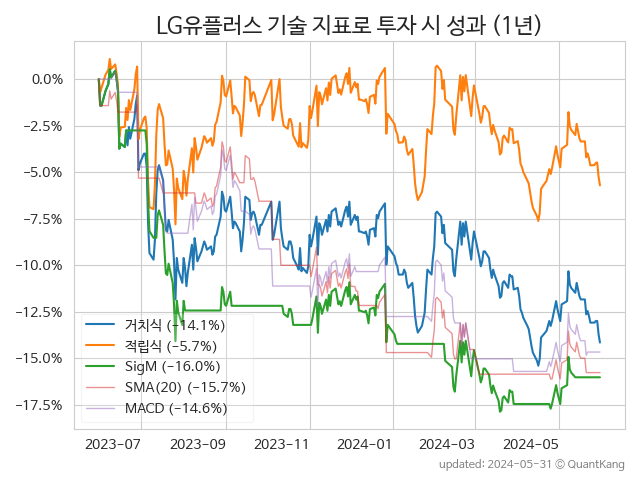 LG유플러스 기술 지표로 투자 시 성과 (1년)
0.0%
−2.5%
−5.0%
−7.5%
−10.0%
−12.5%
−15.0%
−17.5%
거치식 (−14.1%)
적립식 (−5.7%)
SigM (−16.0%)
SMA(20) (−15.7%)
MACD (−14.6%)
2023-07 2023-09 2023-11 2024-01 2024-03 2024-05
updated: 2024-05-31 © QuantKang